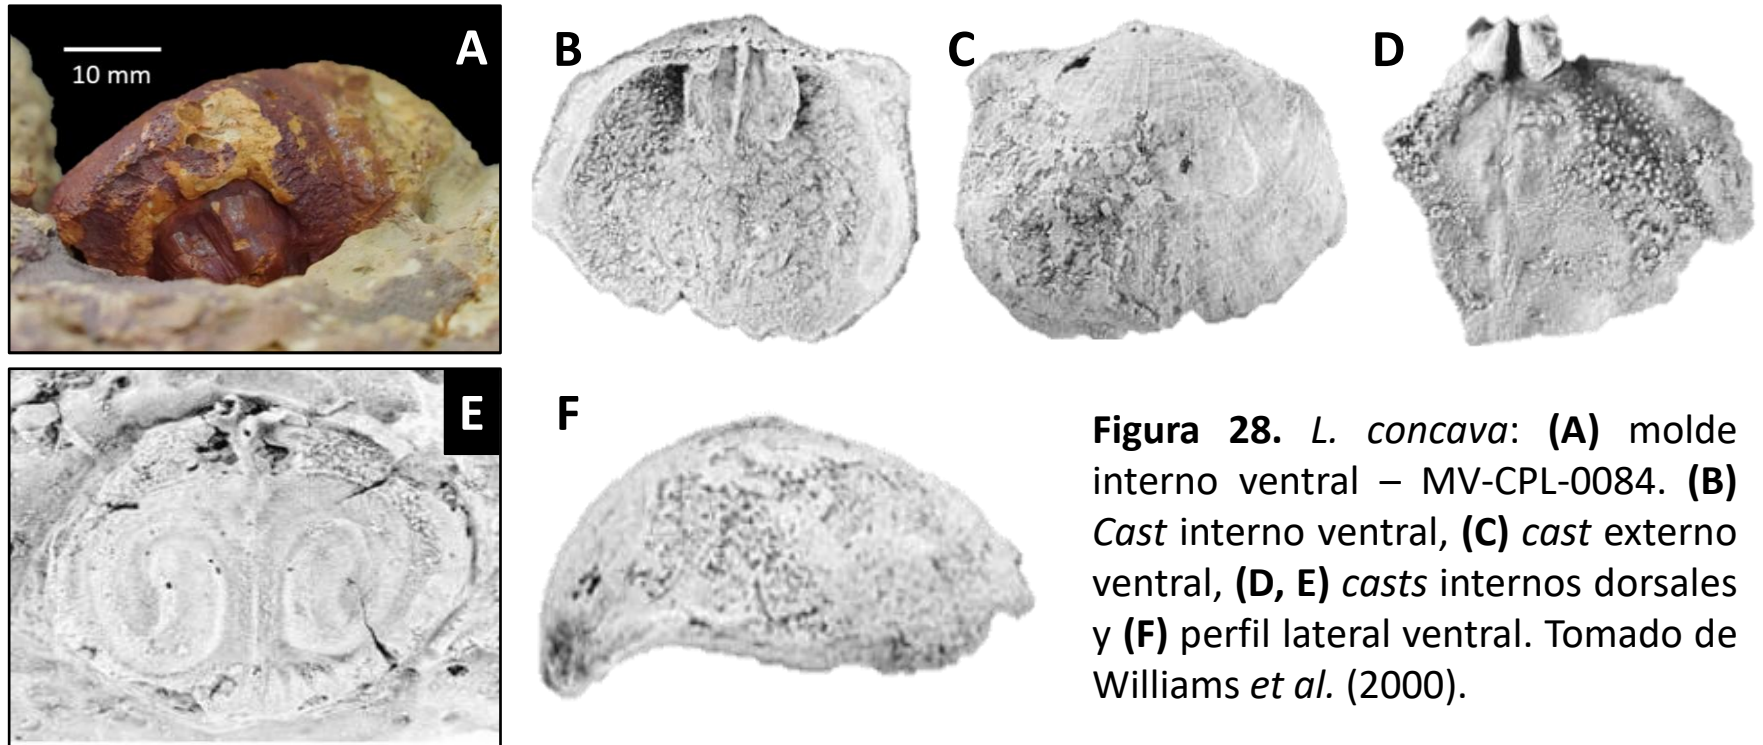 A
10 mm
B
C
D
E
F
Figura 28. L. concava: (A) molde
interno ventral – MV-CPL-0084. (B)
Cast interno ventral, (C) cast externo
ventral, (D, E) casts internos dorsales
y (F) perfil lateral ventral. Tomado de
Williams et al. (2000).